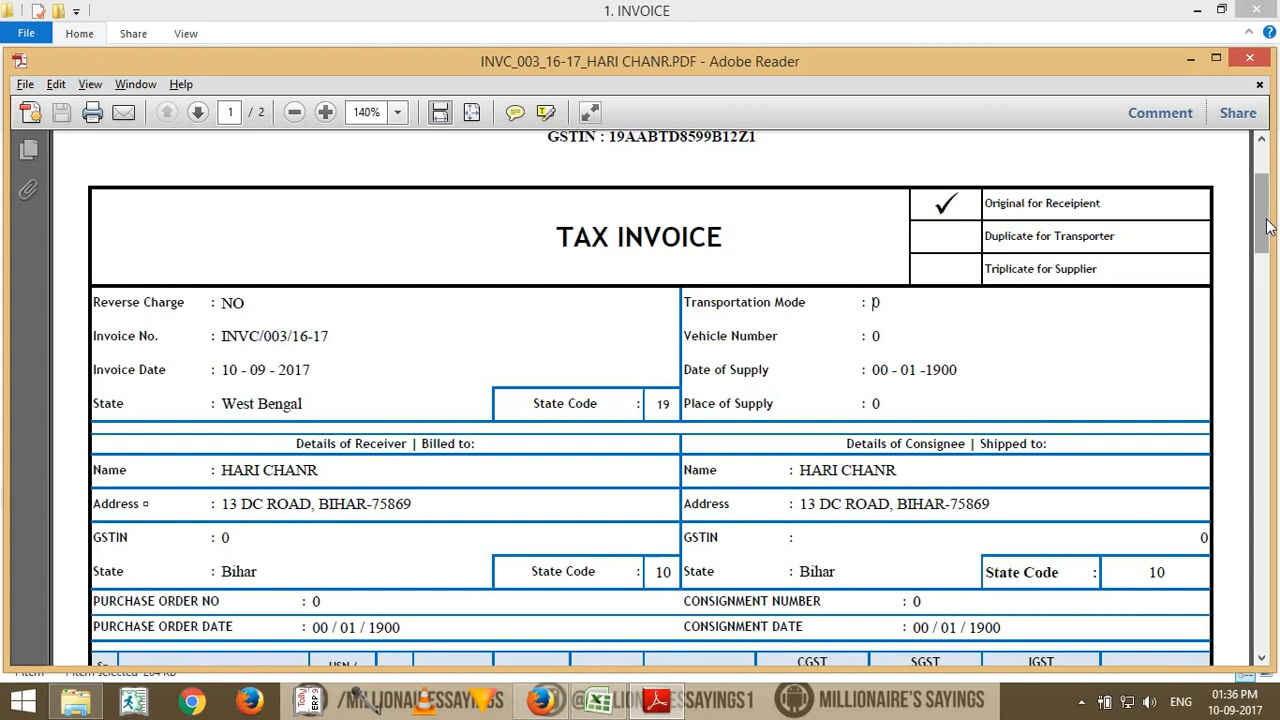 1. INVOICE
File Home Share View
INVC_003_16-17_HARI CHANR.PDF - Adobe Reader
File Edit View Window Help
1 / 2 140% Comment Share
GSTIN : 19AABTD8599B12Z1
TAX INVOICE
Original for Receipient
Duplicate for Transporter
Triplicate for Supplier
Reverse Charge : NO Transportation Mode : 0
Invoice No. : INVC/003/16-17 Vehicle Number : 0
Invoice Date : 10 - 09 - 2017 Date of Supply : 00 - 01 -1900
State : West Bengal State Code : 19 Place of Supply : 0
Details of Receiver | Billed to: Details of Consignee | Shipped to:
Name : HARI CHANR Name : HARI CHANR
Address ¤ : 13 DC ROAD, BIHAR-75869 Address : 13 DC ROAD, BIHAR-75869
GSTIN : 0 GSTIN : 0
State : Bihar State Code : 10 State : Bihar State Code : 10
PURCHASE ORDER NO : 0 CONSIGNMENT NUMBER : 0
PURCHASE ORDER DATE : 00 / 01 / 1900 CONSIGNMENT DATE : 00 / 01 / 1900
CGST SGST IGST
ERP 9 MILLIONAIRE'S SAYINGS
ENG 01:36 PM
10-09-2017